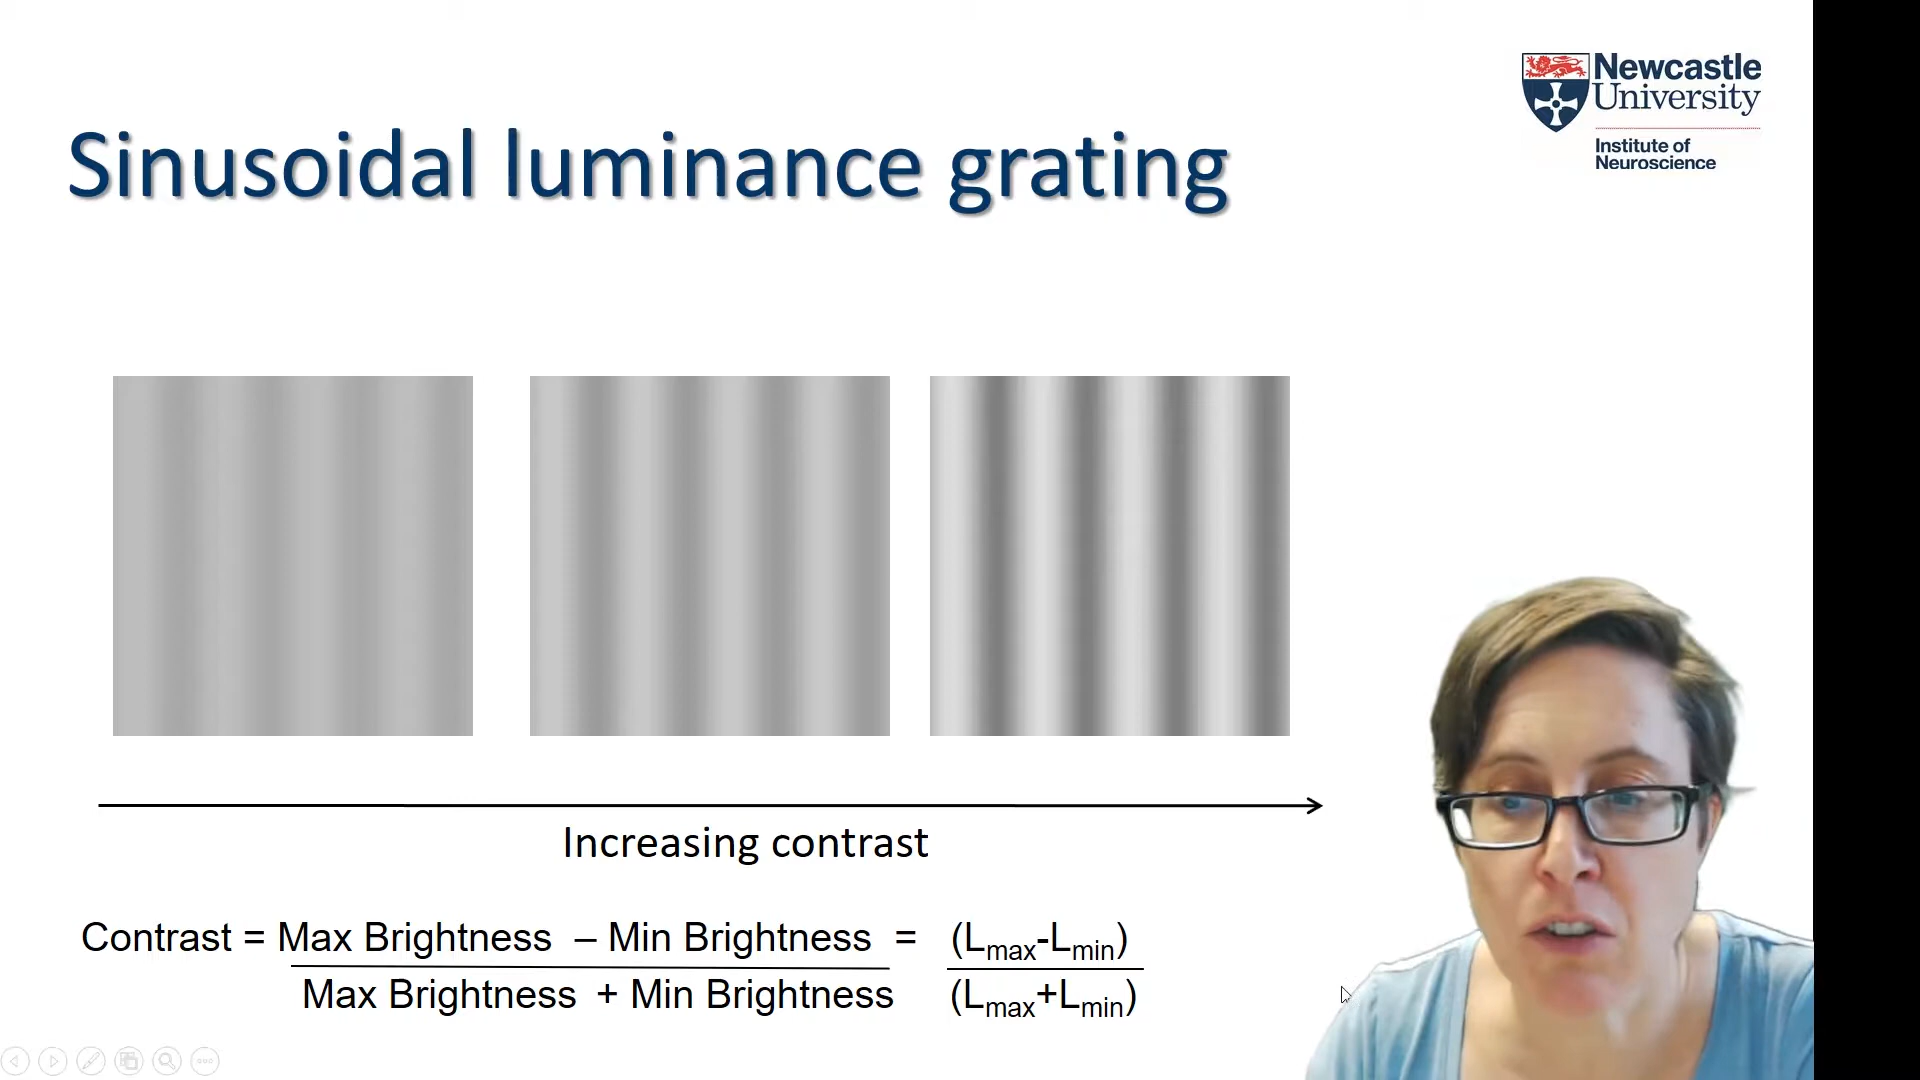 Newcastle
University
Institute of
Neuroscience
Sinusoidal luminance grating
Increasing contrast
Contrast = Max Brightness – Min Brightness = (Lmax-Lmin)
Max Brightness + Min Brightness (Lmax+Lmin)